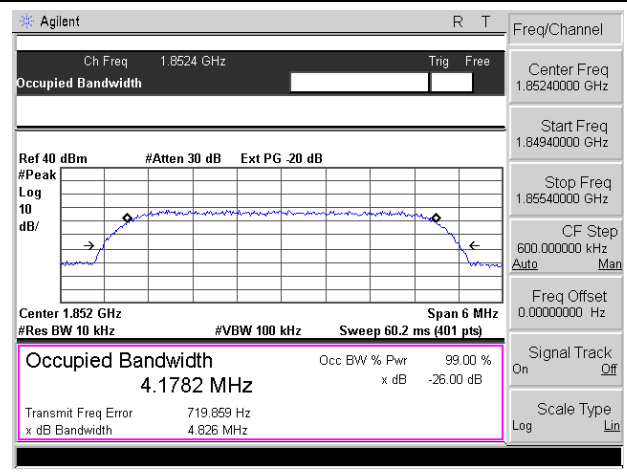 Agilent
R T
Ch Freq 1.8524 GHz Trig Free
Occupied Bandwidth
Ref 40 dBm #Atten 30 dB Ext PG -20 dB
#Peak
Log
10
dB/
Center 1.852 GHz Span 6 MHz
#Res BW 10 kHz #VBW 100 kHz Sweep 60.2 ms (401 pts)
Occupied Bandwidth
4.1782 MHz
Occ BW % Pwr 99.00 %
x dB -26.00 dB
Transmit Freq Error 719.859 Hz
x dB Bandwidth 4.826 MHz
Freq/Channel
Center Freq
1.85240000 GHz
Start Freq
1.84940000 GHz
Stop Freq
1.85540000 GHz
CF Step
600.000000 kHz
Auto Man
Freq Offset
0.00000000 Hz
Signal Track
On Off
Scale Type
Log Lin